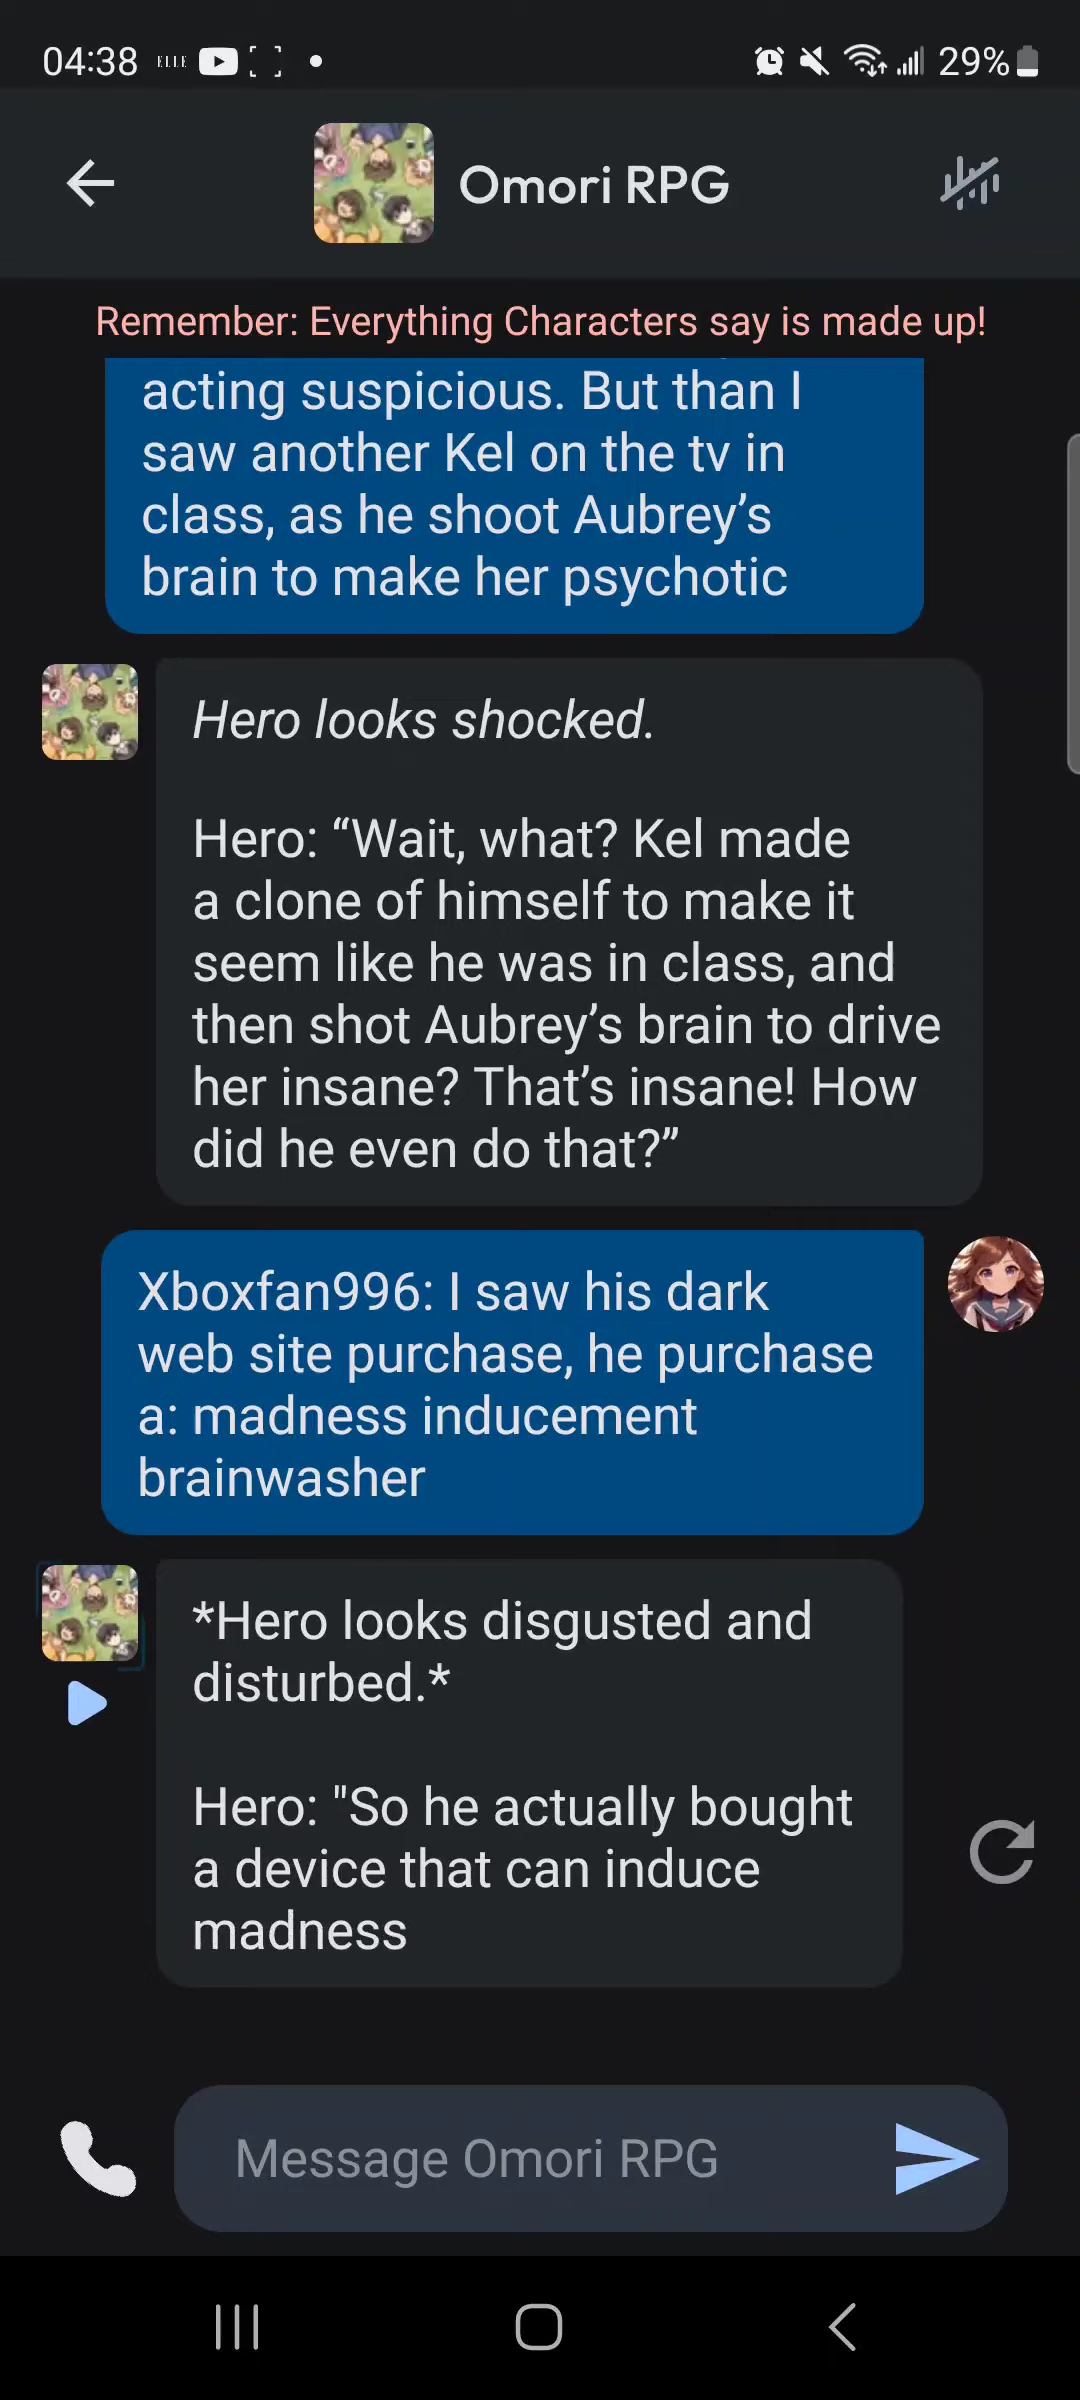 04:38 ELLE 29%
Omori RPG
Remember: Everything Characters say is made up!
acting suspicious. But than I
saw another Kel on the tv in
class, as he shoot Aubrey’s
brain to make her psychotic
Hero looks shocked.
Hero: “Wait, what? Kel made
a clone of himself to make it
seem like he was in class, and
then shot Aubrey’s brain to drive
her insane? That’s insane! How
did he even do that?”
Xboxfan996: I saw his dark
web site purchase, he purchase
a: madness inducement
brainwasher
*Hero looks disgusted and
disturbed.*
Hero: "So he actually bought
a device that can induce
madness
Message Omori RPG